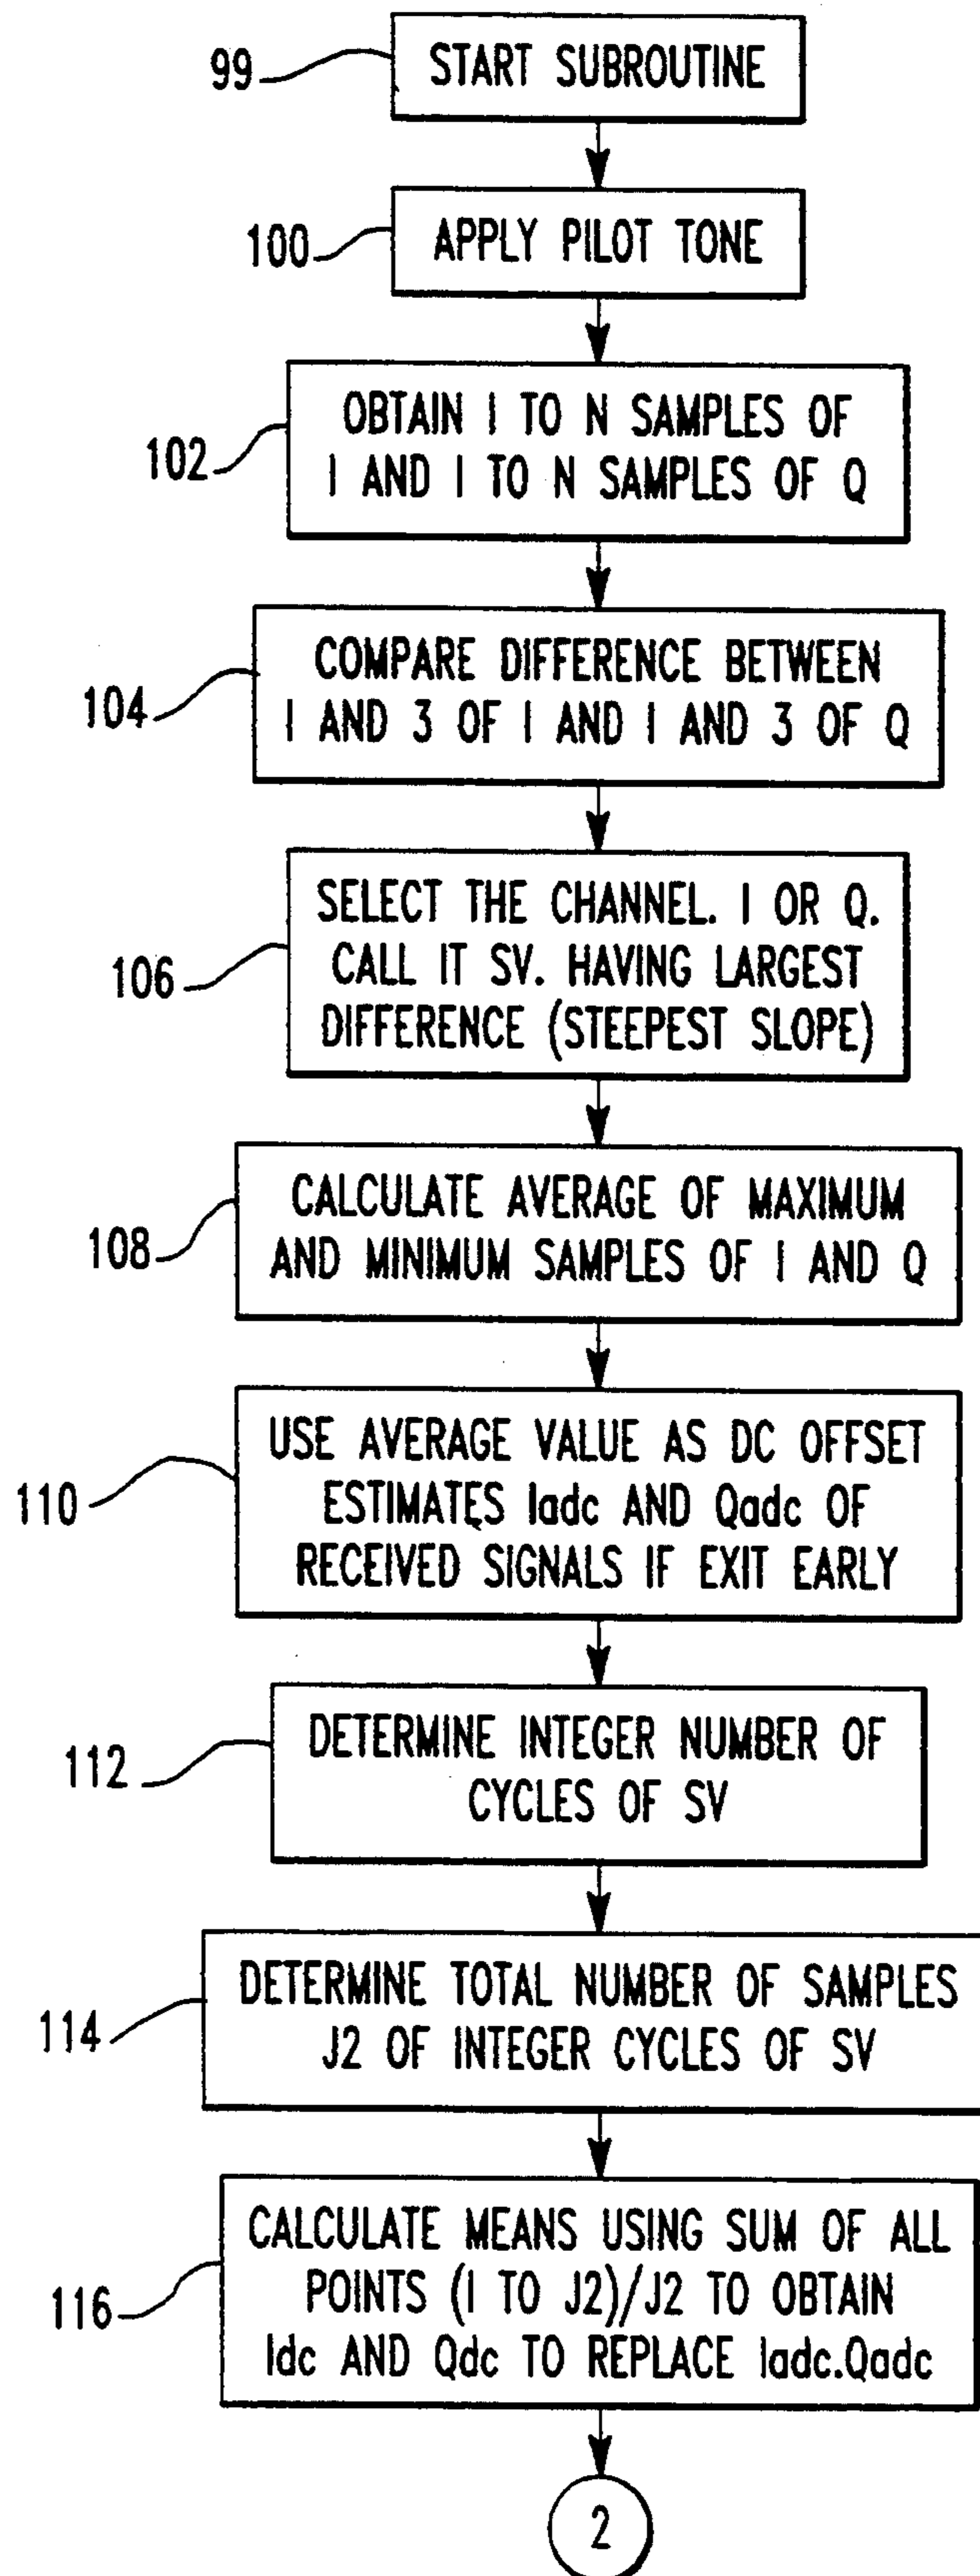 99
START SUBROUTINE
100
APPLY PILOT TONE
102
OBTAIN 1 TO N SAMPLES OF
I AND 1 TO N SAMPLES OF Q
104
COMPARE DIFFERENCE BETWEEN
1 AND 3 OF I AND 1 AND 3 OF Q
106
SELECT THE CHANNEL. I OR Q.
CALL IT SV. HAVING LARGEST
DIFFERENCE (STEEPEST SLOPE)
108
CALCULATE AVERAGE OF MAXIMUM
AND MINIMUM SAMPLES OF I AND Q
110
USE AVERAGE VALUE AS DC OFFSET
ESTIMATES Iadc AND Qadc OF
RECEIVED SIGNALS IF EXIT EARLY
112
DETERMINE INTEGER NUMBER OF
CYCLES OF SV
114
DETERMINE TOTAL NUMBER OF SAMPLES
J2 OF INTEGER CYCLES OF SV
116
CALCULATE MEANS USING SUM OF ALL
POINTS (1 TO J2)/J2 TO OBTAIN
Idc AND Qdc TO REPLACE Iadc.Qadc
2